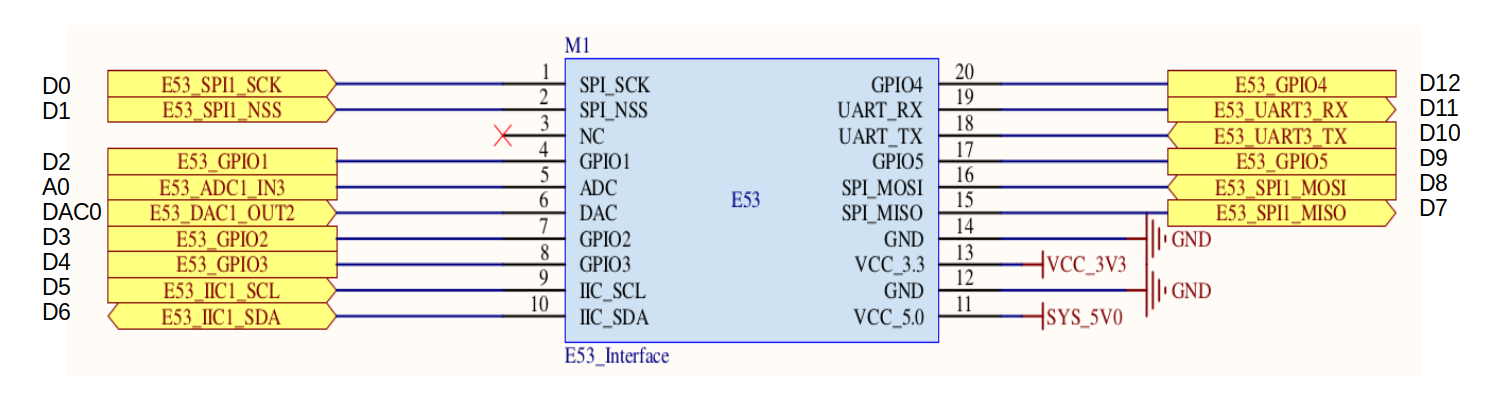 M1
D0 E53_SPI1_SCK 1 SPI_SCK GPIO4 20 E53_GPIO4 D12
D1 E53_SPI1_NSS 2 SPI_NSS UART_RX 19 E53_UART3_RX D11
3 NC UART_TX 18 E53_UART3_TX D10
D2 E53_GPIO1 4 GPIO1 GPIO5 17 E53_GPIO5 D9
A0 E53_ADC1_IN3 5 ADC SPI_MOSI 16 E53_SPI1_MOSI D8
DAC0 E53_DAC1_OUT2 6 DAC E53 SPI_MISO 15 E53_SPI1_MISO D7
D3 E53_GPIO2 7 GPIO2 GND 14 GND
D4 E53_GPIO3 8 GPIO3 VCC_3.3 13 VCC_3V3
D5 E53_IIC1_SCL 9 IIC_SCL GND 12 GND
D6 E53_IIC1_SDA 10 IIC_SDA VCC_5.0 11 SYS_5V0
E53_Interface